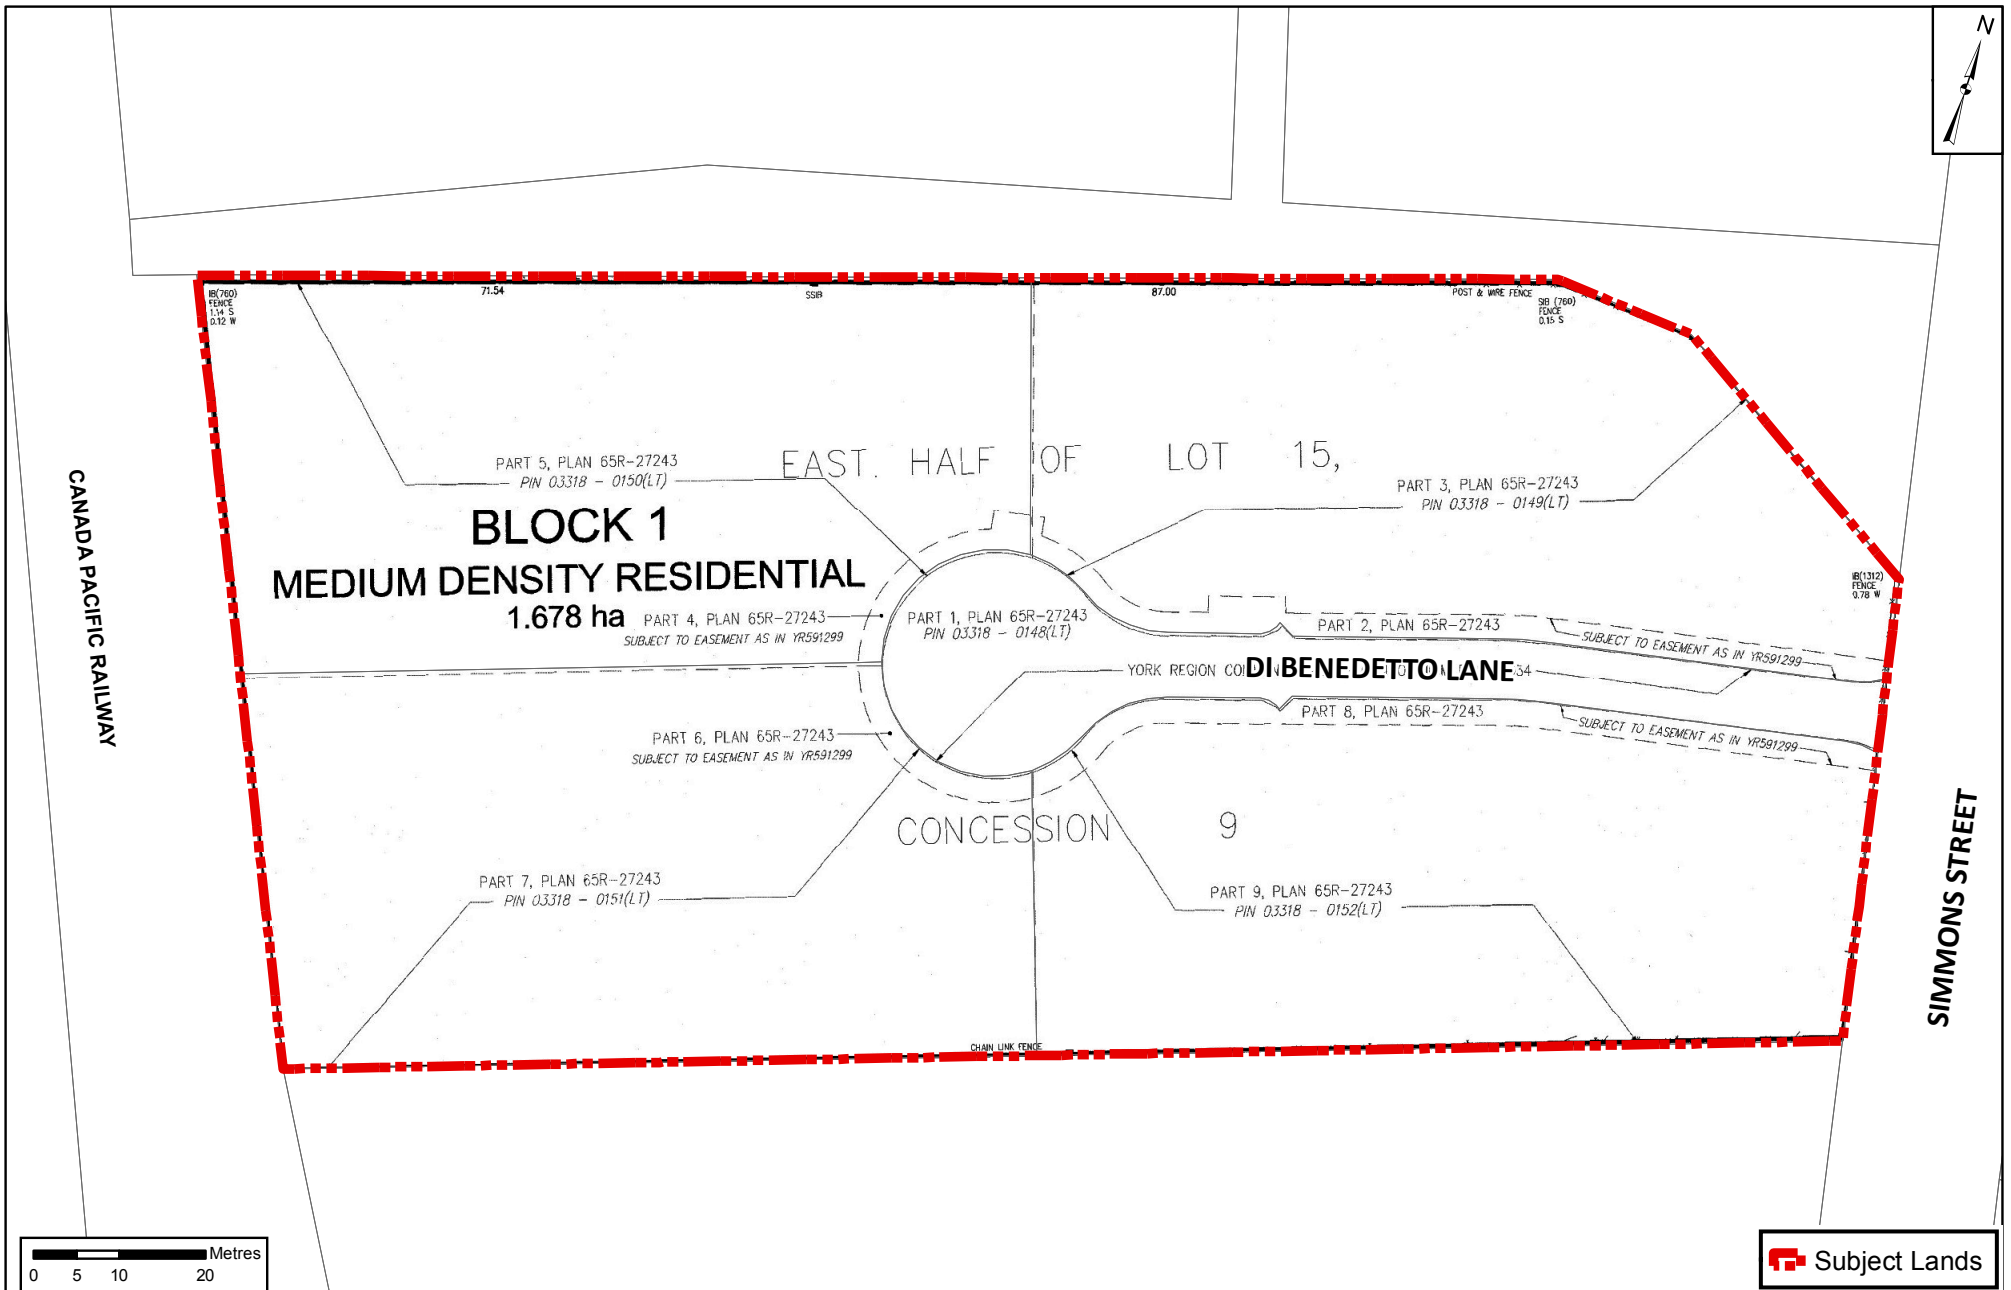 N
IB(760)
FENCE
1.14 S
0.12 W
71.54
SSIB
87.00
POST & WIRE FENCE
SIB (760)
FENCE
0.15 S
PART 5, PLAN 65R-27243
PIN 03318 - 0150(LT)
EAST. HALF OF LOT 15,
PART 3, PLAN 65R-27243
PIN 03318 - 0149(LT)
BLOCK 1
MEDIUM DENSITY RESIDENTIAL
1.678 ha
PART 4, PLAN 65R-27243
SUBJECT TO EASEMENT AS IN YR591299
PART 1, PLAN 65R-27243
PIN 03318 - 0148(LT)
PART 2, PLAN 65R-27243
SUBJECT TO EASEMENT AS IN YR591299
IB(1312)
FENCE
0.78 W
CANADA PACIFIC RAILWAY
YORK REGION
DI BENEDETTO LANE
PART 8, PLAN 65R-27243
SUBJECT TO EASEMENT AS IN YR591299
PART 6, PLAN 65R-27243
SUBJECT TO EASEMENT AS IN YR591299
CONCESSION 9
PART 7, PLAN 65R-27243
PIN 03318 - 0151(LT)
PART 9, PLAN 65R-27243
PIN 03318 - 0152(LT)
SIMMONS STREET
CHAIN LINK FENCE
Metres
0 5 10 20
Subject Lands